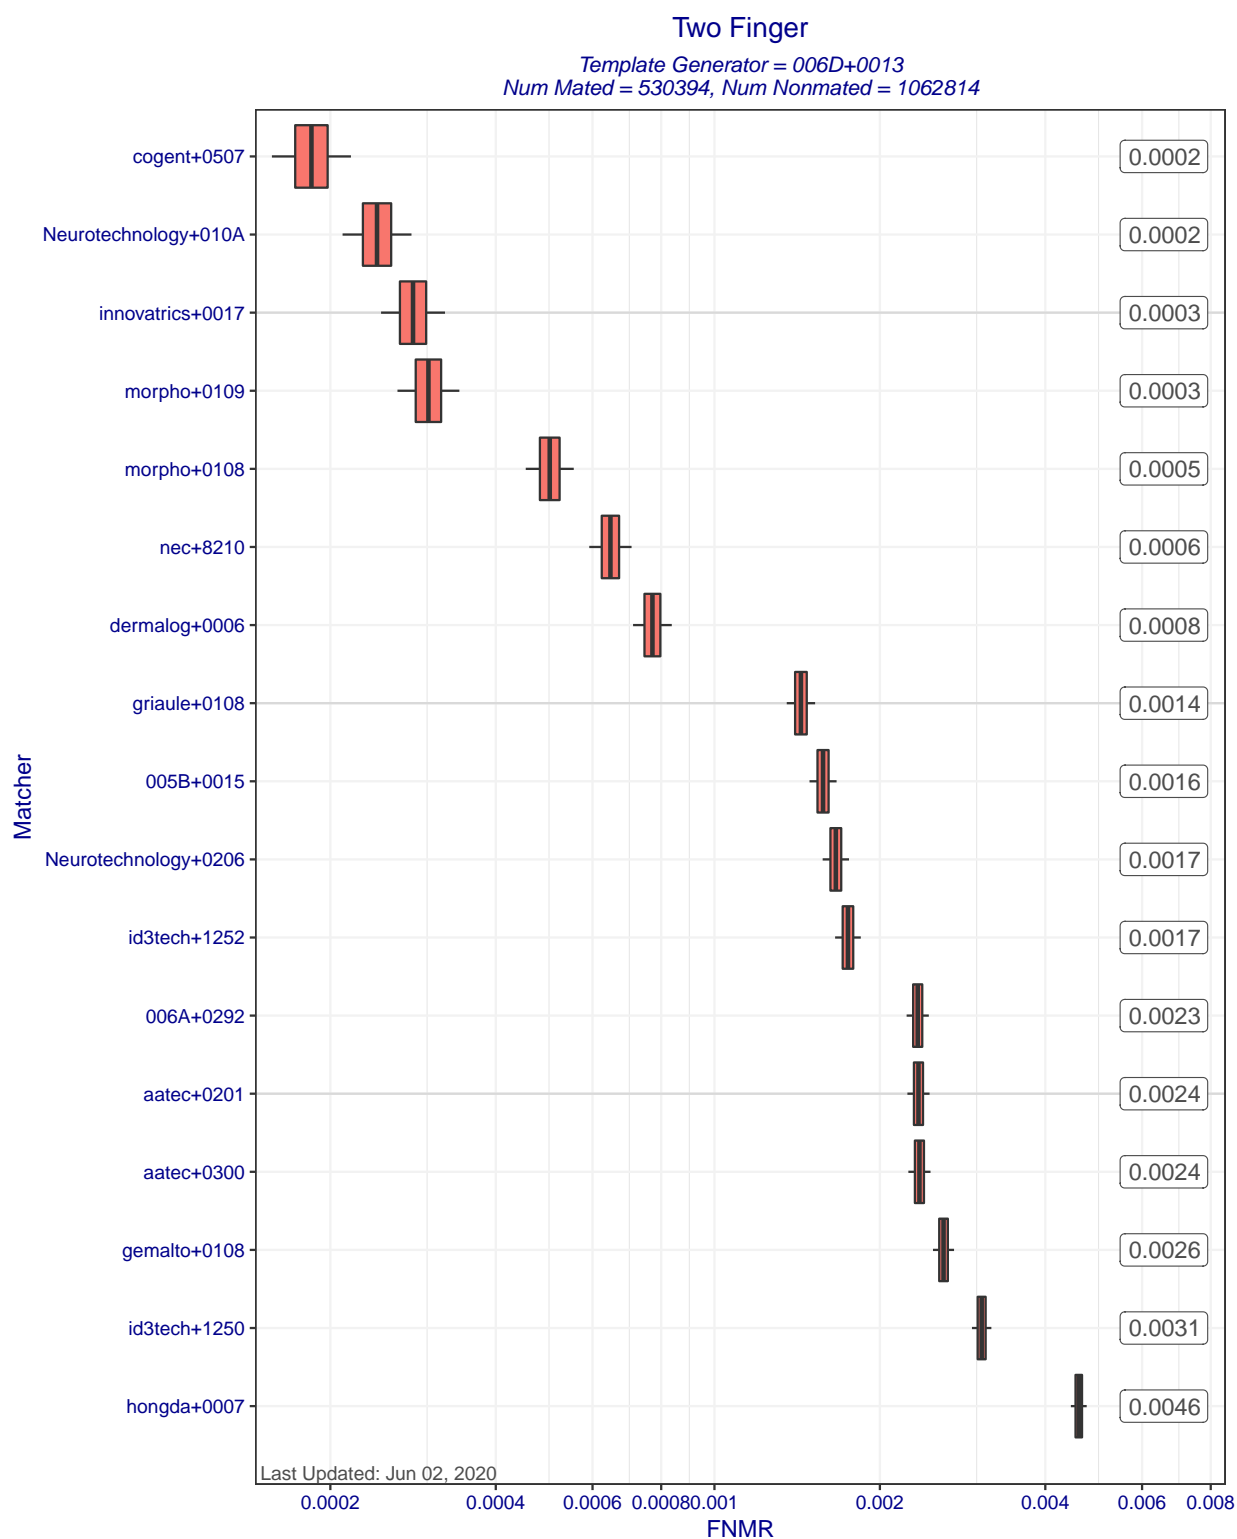 Two Finger
Template Generator = 006D+0013
Num Mated = 530394, Num Nonmated = 1062814
cogent+0507 0.0002
Neurotechnology+010A 0.0002
innovatrics+0017 0.0003
morpho+0109 0.0003
morpho+0108 0.0005
nec+8210 0.0006
dermalog+0006 0.0008
griaule+0108 0.0014
005B+0015 0.0016
Neurotechnology+0206 0.0017
id3tech+1252 0.0017
006A+0292 0.0023
aatec+0201 0.0024
aatec+0300 0.0024
gemalto+0108 0.0026
id3tech+1250 0.0031
hongda+0007 0.0046
Matcher
Last Updated: Jun 02, 2020
0.0002 0.0004 0.0006 0.0008 0.001 0.002 0.004 0.006 0.008
FNMR